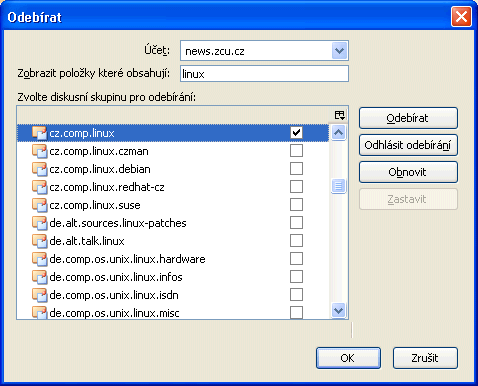 Odebírat
Účet: news.zcu.cz
Zobrazit položky které obsahují: linux
Zvolte diskusní skupinu pro odebírání:
cz.comp.linux
cz.comp.linux.czman
cz.comp.linux.debian
cz.comp.linux.redhat-cz
cz.comp.linux.suse
de.alt.sources.linux-patches
de.alt.talk.linux
de.comp.os.unix.linux.hardware
de.comp.os.unix.linux.infos
de.comp.os.unix.linux.isdn
de.comp.os.unix.linux.misc
Odebírat
Odhlásit odebírání
Obnovit
Zastavit
OK Zrušit